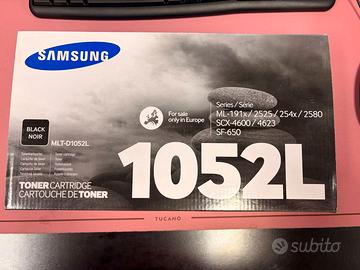 SAMSUNG
For sale
only in Europe
Series / Série
ML-191x / 2525 / 254x / 2580
SCX-4600 / 4623
SF-650
BLACK
NOIR
MLT-D1052L
1052L
TONER CARTRIDGE
CARTOUCHE DE TONER
TUCANO
subito